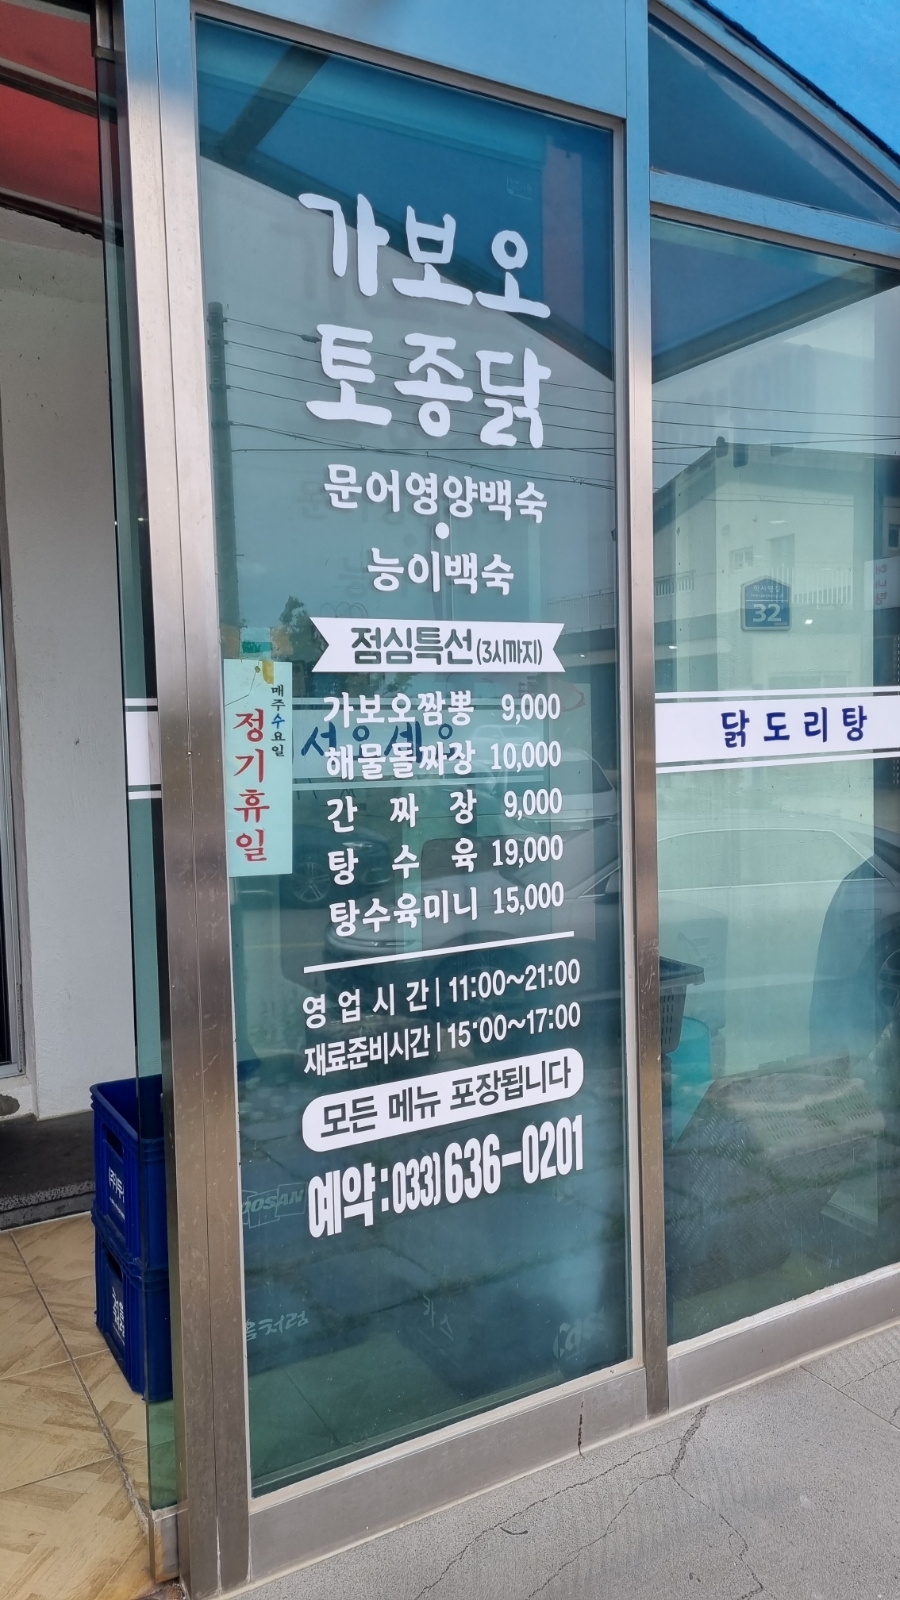 가보오
토종닭
문어영양백숙
•
능이백숙
점심특선(3시까지)
가보오짬뽕 9,000
해물돌짜장 10,000
간 짜 장 9,000
탕 수 육 19,000
탕수육미니 15,000
영 업 시 간 | 11:00~21:00
재료준비시간 | 15:00~17:00
모든 메뉴 포장됩니다
예약 : 033) 636-0201
매주수요일
정기휴일
닭도리탕
32